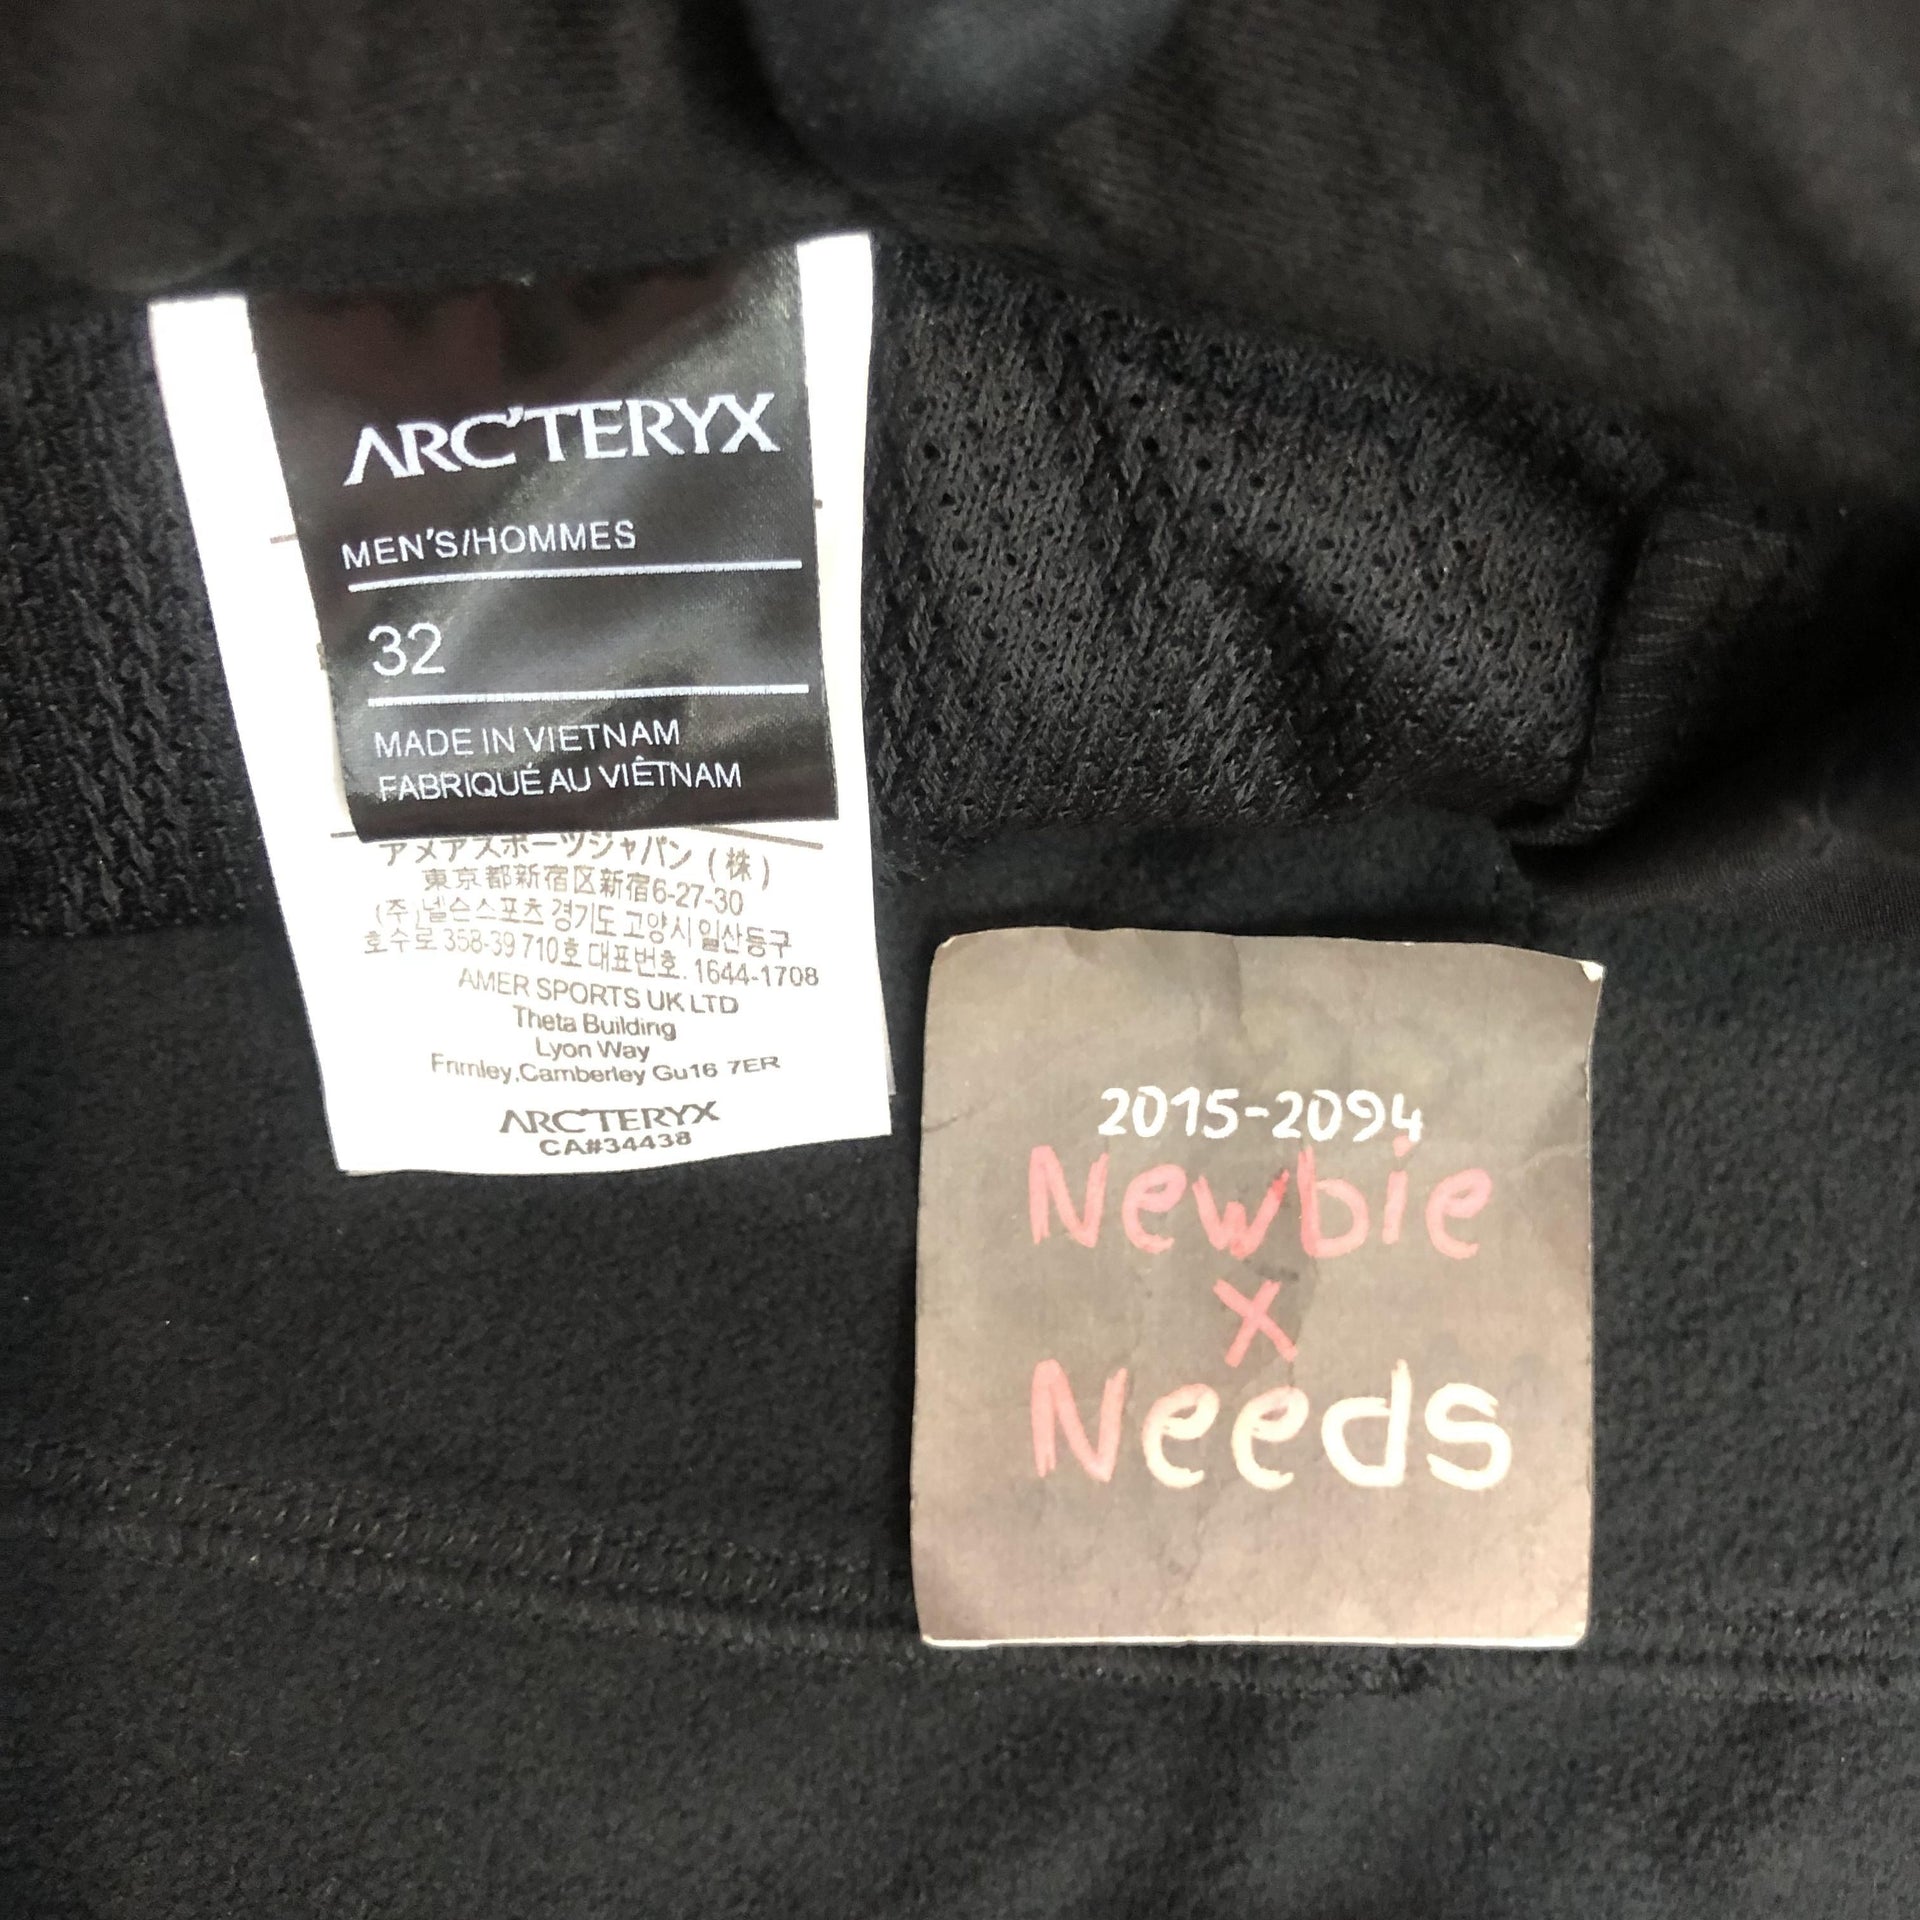 ARC'TERYX
MEN'S/HOMMES
32
MADE IN VIETNAM
FABRIQUÉ AU VIÊTNAM
アメアスポーツジャパン (株)
東京都新宿区新宿6-27-30
(주)넬슨스포츠 경기도 고양시 일산동구
호수로 358-39 710호 대표번호. 1644-1708
AMER SPORTS UK LTD
Theta Building
Lyon Way
Frimley,Camberley Gu16 7ER
ARC'TERYX
CA#34438
2015-2094
Newbie
x
Needs